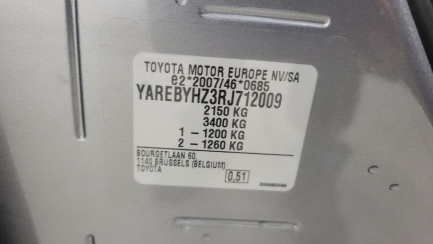 TOYOTA MOTOR EUROPE NV/SA
e2*2007/46*0685
YAREBYHZ3RJ712009
2150 KG
3400 KG
1 - 1200 KG
2 - 1260 KG
BOURGETLAAN 60,
1140 BRUSSELS (BELGIUM)
TOYOTA
0,51